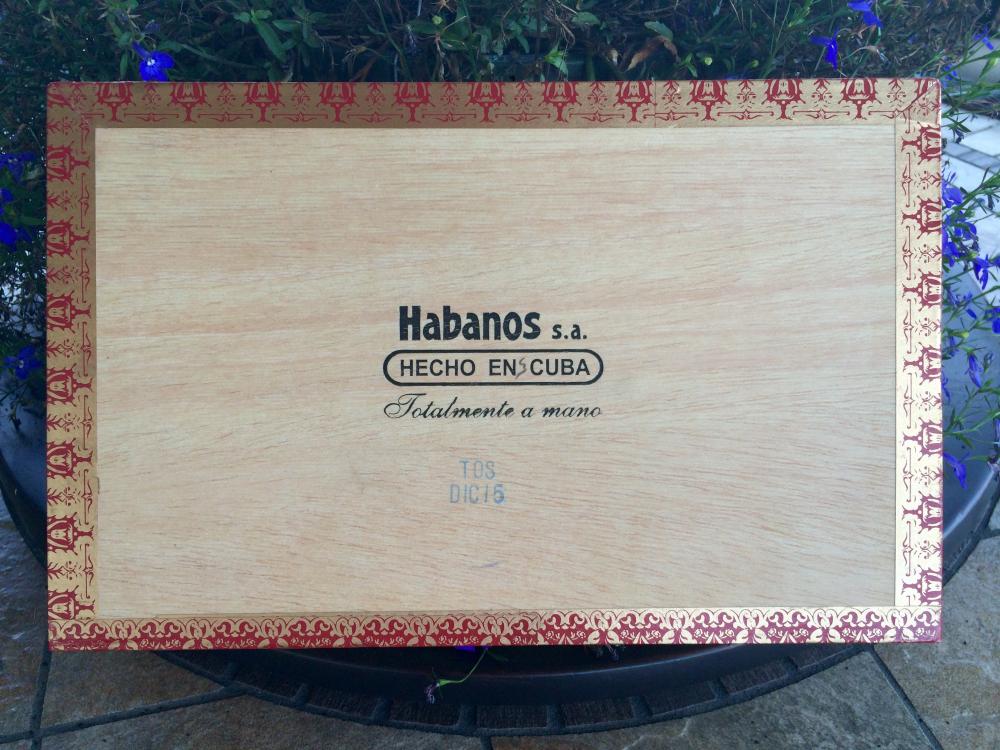 Habanos s.a.
HECHO EN CUBA
Totalmente a mano
TOS
DIC15